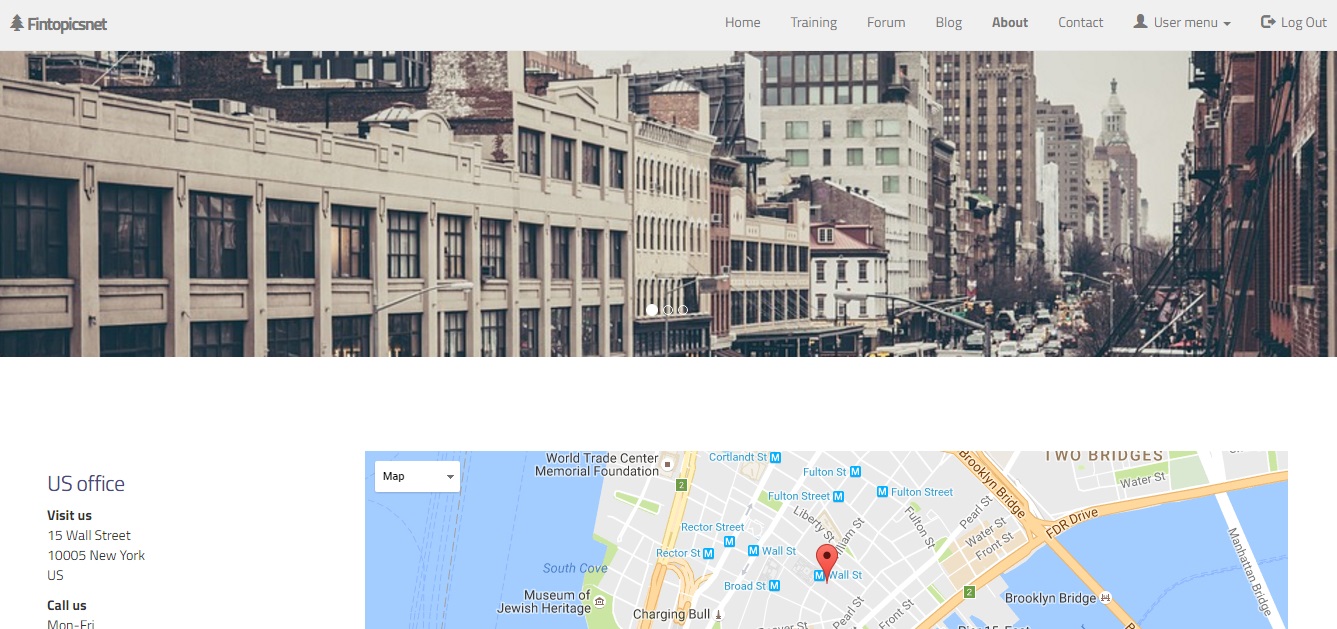 Fintopicsnet
Home
Training
Forum
Blog
About
Contact
User menu
Log Out
US office
Visit us
15 Wall Street
10005 New York
US
Call us
Mon-Fri
Map
World Trade Center
Memorial Foundation
Cortlandt St
M
TWO BRIDGES
Brooklyn Bridge
Fulton St
M
2
Fulton Street
M
M
Fulton Street
Water St
Pearl St
Liberty St
Fulton St
FDR Drive
Water St
Front St
Rector Street
M
Rector St
M
M
Wall St
Manhattan Bridge
South Cove
M
Wall St
Broad St
M
2
Museum of
Jewish Heritage
Brooklyn Bridge
Charging Bull
Pearl St
Front St